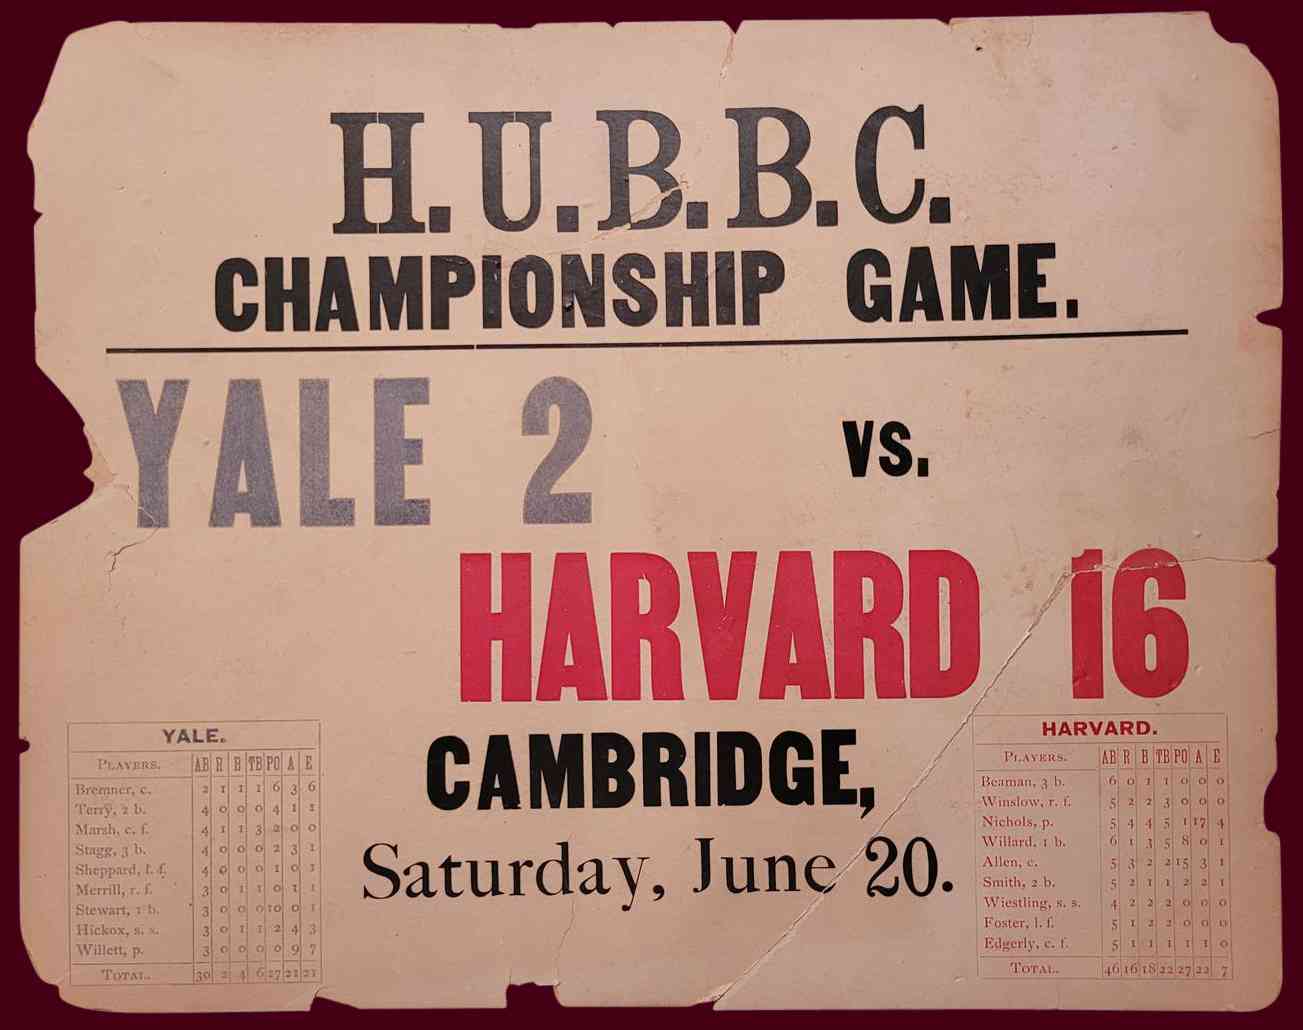 H.U.B.B.C.
CHAMPIONSHIP GAME.
YALE 2 VS.
HARVARD 16
CAMBRIDGE,
Saturday, June 20.
YALE.
PLAYERS. AB R B TB PO A E
Bremner, c. 2 1 1 1 6 3 6
Terry, 2 b. 4 0 0 0 4 1 1
Marsh, c. f. 4 1 1 3 2 0 0
Stagg, 3 b. 4 0 0 0 2 3 1
Sheppard, l. f. 4 0 0 0 1 0 1
Merrill, r. f. 3 0 1 1 0 1 1
Stewart, 1 b. 3 0 0 0 10 0 1
Hickox, s. s. 3 0 1 1 2 4 3
Willett, p. 3 0 0 0 0 9 7
TOTAL. 30 2 4 6 27 21 21
HARVARD.
PLAYERS. AB R B TB PO A E
Beaman, 3 b. 6 0 1 1 0 0 0
Winslow, r. f. 5 2 2 3 0 0 0
Nichols, p. 5 4 4 5 1 17 4
Willard, 1 b. 6 1 3 5 8 0 1
Allen, c. 5 3 2 2 15 3 1
Smith, 2 b. 5 2 1 1 2 2 1
Wiestling, s. s. 4 2 2 2 0 0 0
Foster, l. f. 5 1 2 2 0 0 0
Edgerly, c. f. 5 1 1 1 1 1 0
TOTAL. 46 16 18 22 27 22 7